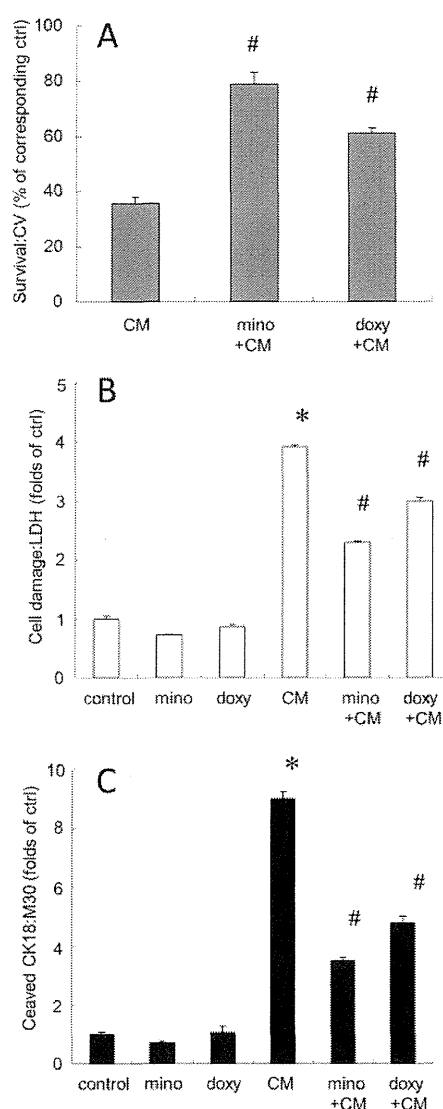 A
Survival:CV (% of corresponding ctrl)
100
80
60
40
20
0
#
#
CM
mino
+CM
doxy
+CM
B
Cell damage:LDH (folds of ctrl)
5
4
3
2
1
0
*
#
#
control
mino
doxy
CM
mino
+CM
doxy
+CM
C
Ceaved CK18:M30 (folds of ctrl)
10
8
6
4
2
0
*
#
#
control
mino
doxy
CM
mino
+CM
doxy
+CM